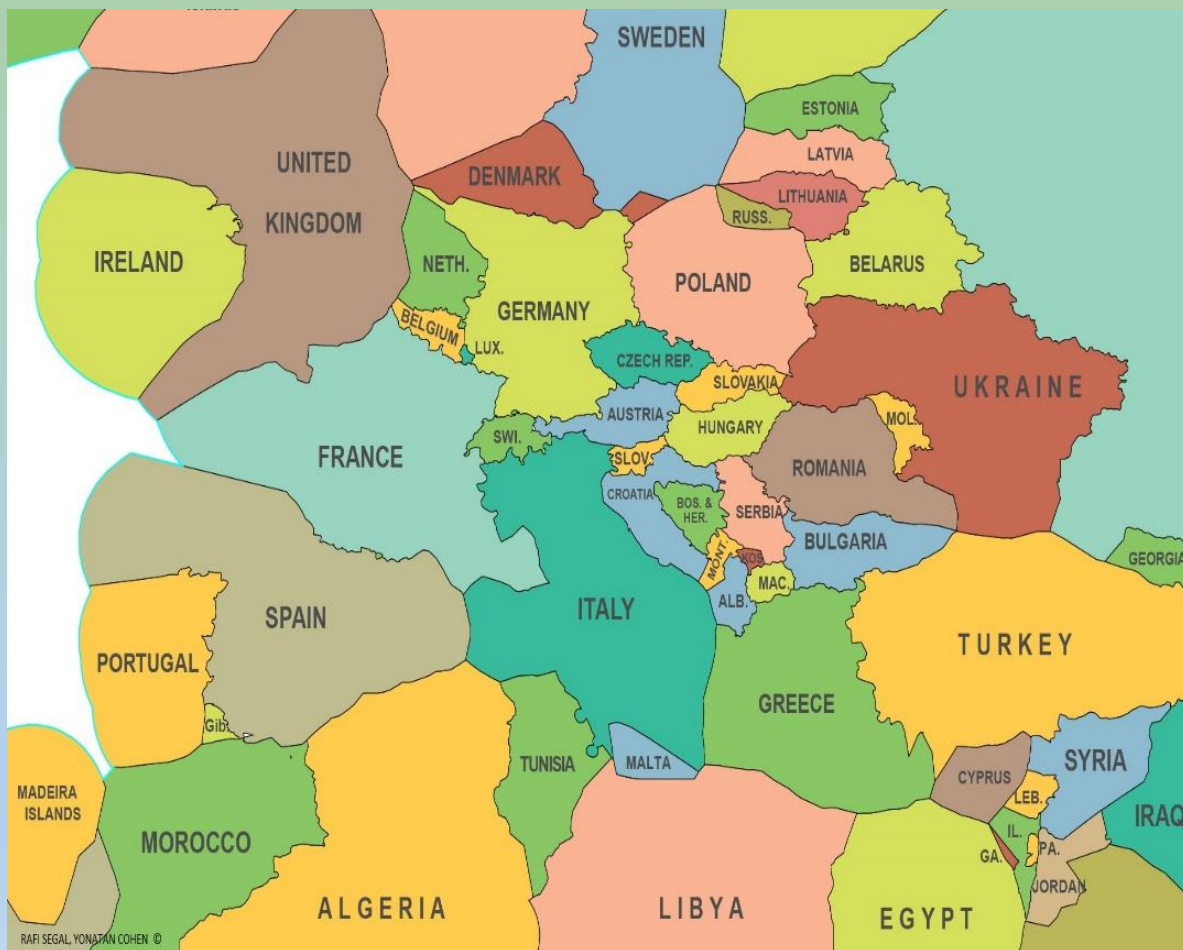 SWEDEN
ESTONIA
UNITED
KINGDOM
DENMARK
LATVIA
LITHUANIA
RUSS.
IRELAND
NETH.
GERMANY
POLAND
BELARUS
BELGIUM
LUX.
CZECH REP.
SLOVAKIA
UKRAINE
AUSTRIA
HUNGARY
MOL.
FRANCE
SWI.
SLOV.
ROMANIA
CROATIA
BOS. &
HER.
SERBIA
BULGARIA
MONT.
KOS.
MAC.
GEORGIA
ALB.
SPAIN
ITALY
PORTUGAL
TURKEY
GREECE
Gib.
TUNISIA
MALTA
CYPRUS
SYRIA
MADEIRA
ISLANDS
LEB.
IRAQ
MOROCCO
IL.
GA.
PA.
JORDAN
ALGERIA
LIBYA
EGYPT
RAFI SEGAL, YONATAN COHEN ©